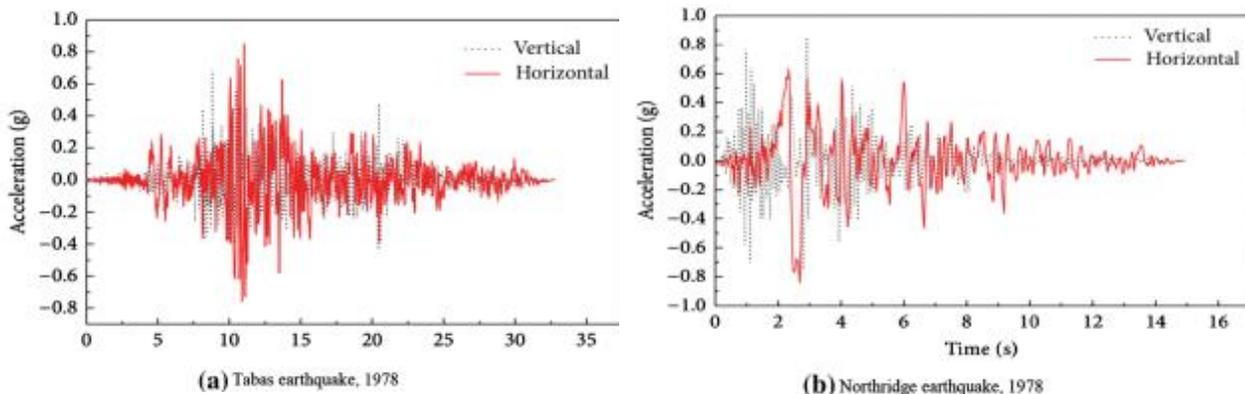 1.0
0.8
0.6
0.4
0.2
0.0
−0.2
−0.4
−0.6
−0.8
Acceleration (g)
Vertical
Horizontal
0 5 10 15 20 25 30 35
(a) Tabas earthquake, 1978
1.0
0.8
0.6
0.4
0.2
0.0
−0.2
−0.4
−0.6
−0.8
−1.0
Acceleration (g)
Vertical
Horizontal
0 2 4 6 8 10 12 14 16
Time (s)
(b) Northridge earthquake, 1978